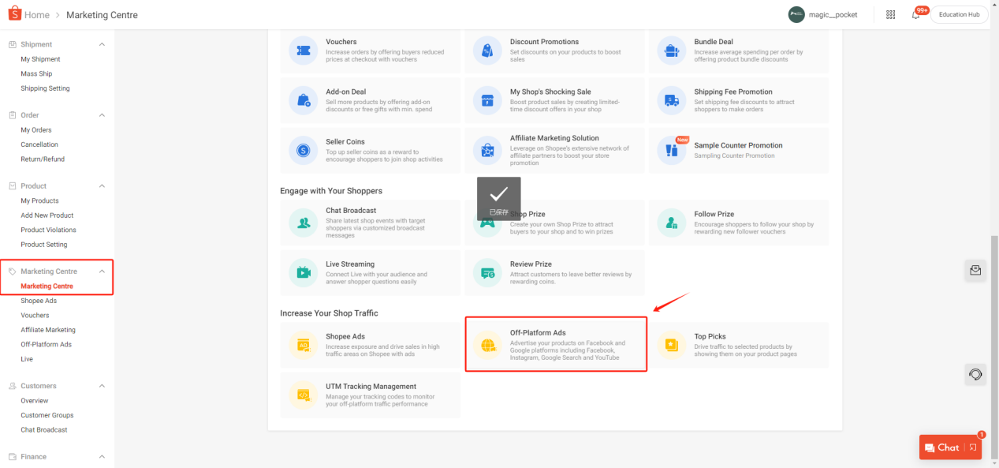 Home > Marketing Centre
magic__pocket
99+
Education Hub
Shipment
My Shipment
Mass Ship
Shipping Setting
Order
My Orders
Cancellation
Return/Refund
Product
My Products
Add New Product
Product Violations
Product Setting
Marketing Centre
Marketing Centre
Shopee Ads
Vouchers
Affiliate Marketing
Off-Platform Ads
Live
Customers
Overview
Customer Groups
Chat Broadcast
Finance
Vouchers
Increase orders by offering buyers reduced
prices at checkout with vouchers
Discount Promotions
Set discounts on your products to boost
sales
Bundle Deal
Increase average spending per order by
offering product bundle discounts
Add-on Deal
Sell more products by offering add-on
discounts or free gifts with min. spend
My Shop's Shocking Sale
Boost product sales by creating limited-
time discount offers in your shop
Shipping Fee Promotion
Set shipping fee discounts to attract
shoppers to make orders
Seller Coins
Top up seller coins as a reward to
encourage shoppers to join shop activities
Affiliate Marketing Solution
Leverage on Shopee's extensive network of
affiliate partners to boost your store
promotion
New
Sample Counter Promotion
Sampling Counter Promotion
Engage with Your Shoppers
已保存
Chat Broadcast
Share latest shop events with target
shoppers via customized broadcast
messages
Shop Prize
Create your own Shop Prize to attract
buyers to your shop and to win prizes
Follow Prize
Encourage shoppers to follow your shop by
rewarding new follower vouchers
Live Streaming
Connect Live with your audience and
answer shopper questions easily
Review Prize
Attract customers to leave better reviews by
rewarding coins.
Increase Your Shop Traffic
AD
Shopee Ads
Increase exposure and drive sales in high
traffic areas on Shopee with ads
Off-Platform Ads
Advertise your products on Facebook and
Google platforms including Facebook,
Instagram, Google Search and YouTube
Top Picks
Drive traffic to selected products by
showing them on your product pages
UTM Tracking Management
Manage your tracking codes to monitor
your off-platform traffic performance
Chat
1